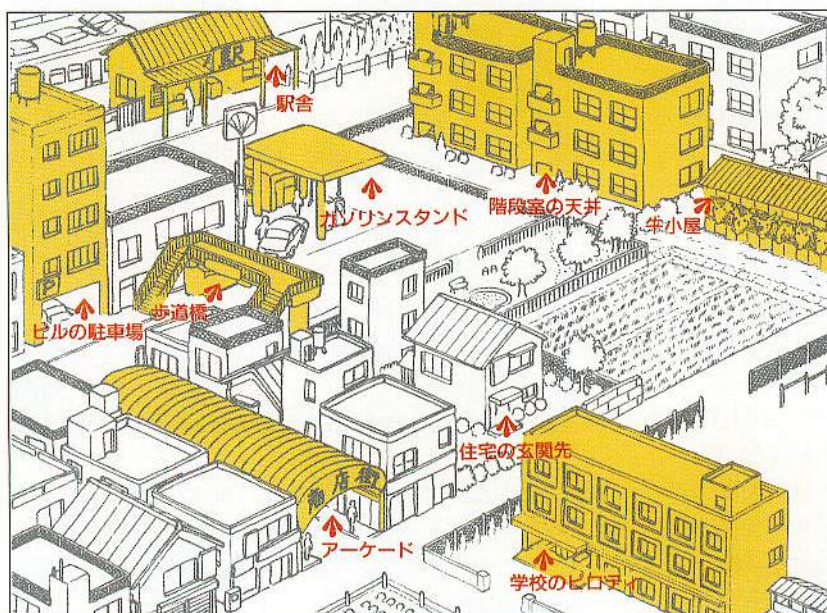 駅
駅舎
ガソリンスタンド
階段室の天井
牛小屋
P
歩道橋
ビルの駐車場
住宅の玄関先
商店街
アーケード
学校のピロティ